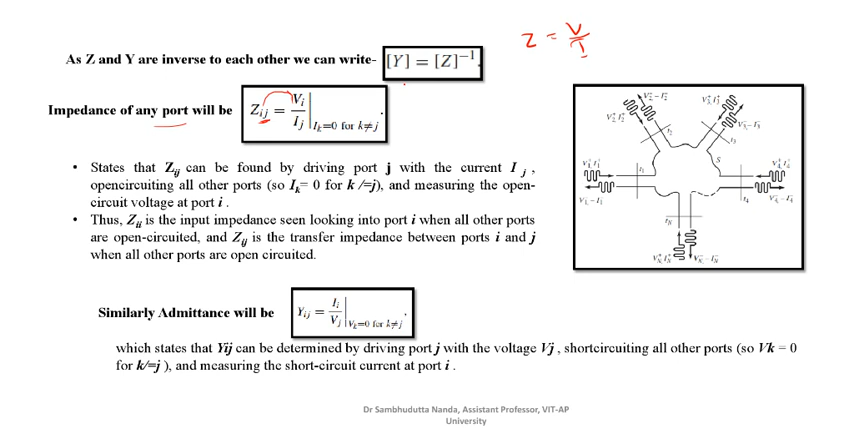 Z = V/I
As Z and Y are inverse to each other we can write- [Y] = [Z]⁻¹.
Impedance of any port will be Z_ij = V_i / I_j | I_k=0 for k≠j .
• States that Z_ij can be found by driving port j with the current I_j ,
opencircuiting all other ports (so I_k= 0 for k /=j), and measuring the open-
circuit voltage at port i .
• Thus, Z_ii is the input impedance seen looking into port i when all other ports
are open-circuited, and Z_ij is the transfer impedance between ports i and j
when all other ports are open circuited.
Similarly Admittance will be Y_ij = I_i / V_j | V_k=0 for k≠j .
which states that Yij can be determined by driving port j with the voltage Vj , shortcircuiting all other ports (so Vk = 0
for k/=j ), and measuring the short-circuit current at port i .
S
Dr Sambhudutta Nanda, Assistant Professor, VIT-AP
University